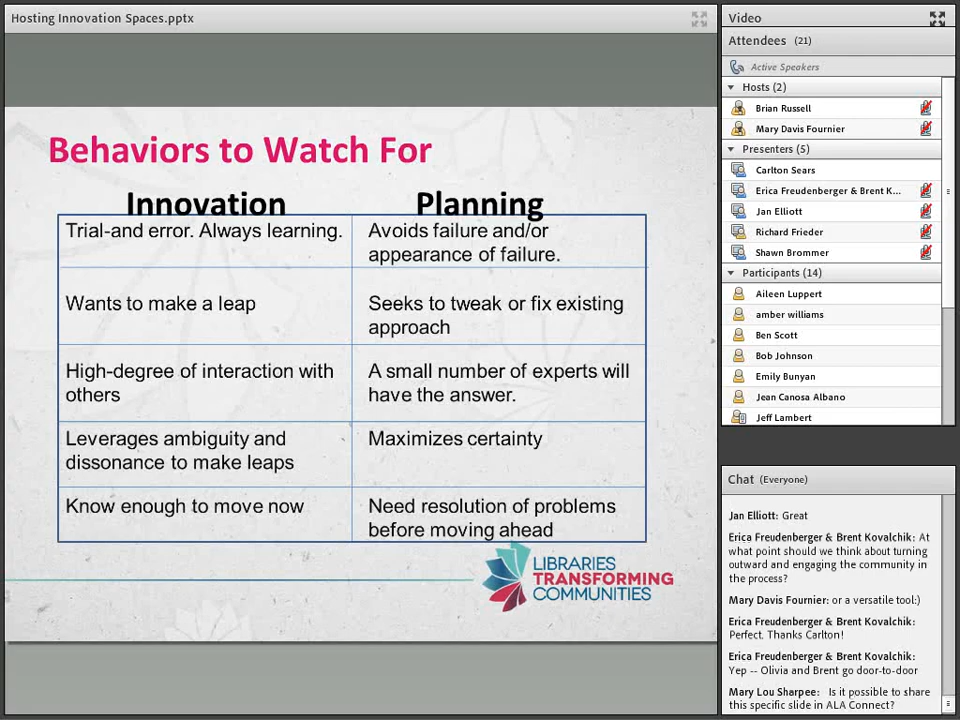 Hosting Innovation Spaces.pptx
Behaviors to Watch For
Innovation Planning
Trial-and error. Always learning.
Avoids failure and/or
appearance of failure.
Wants to make a leap
Seeks to tweak or fix existing
approach
High-degree of interaction with
others
A small number of experts will
have the answer.
Leverages ambiguity and
dissonance to make leaps
Maximizes certainty
Know enough to move now
Need resolution of problems
before moving ahead
LIBRARIES
TRANSFORMING
COMMUNITIES
Video
Attendees (21)
Active Speakers
Hosts (2)
Brian Russell
Mary Davis Fournier
Presenters (5)
Carlton Sears
Erica Freudenberger & Brent K...
Jan Elliott
Richard Frieder
Shawn Brommer
Participants (14)
Aileen Luppert
amber williams
Ben Scott
Bob Johnson
Emily Bunyan
Jean Canosa Albano
Jeff Lambert
Chat (Everyone)
Jan Elliott: Great
Erica Freudenberger & Brent Kovalchik: At
what point should we think about turning
outward and engaging the community in
the process?
Mary Davis Fournier: or a versatile tool:)
Erica Freudenberger & Brent Kovalchik:
Perfect. Thanks Carlton!
Erica Freudenberger & Brent Kovalchik:
Yep -- Olivia and Brent go door-to-door
Mary Lou Sharpee: Is it possible to share
this specific slide in ALA Connect?